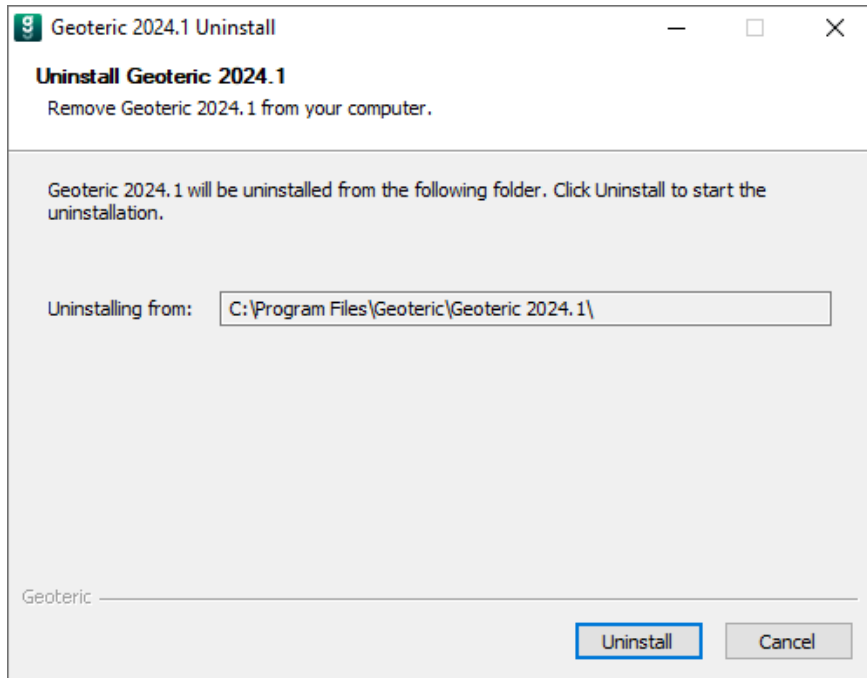 Geoteric 2024.1 Uninstall
Uninstall Geoteric 2024.1
Remove Geoteric 2024.1 from your computer.
Geoteric 2024.1 will be uninstalled from the following folder. Click Uninstall to start the
uninstallation.
Uninstalling from: C:\Program Files\Geoteric\Geoteric 2024.1\
Geoteric
Uninstall Cancel